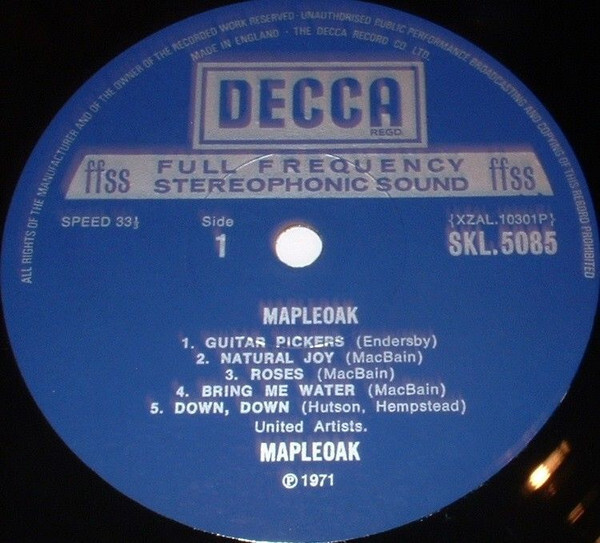 ALL RIGHTS OF THE MANUFACTURER AND OF THE OWNER OF THE RECORDED WORK RESERVED · UNAUTHORISED PUBLIC PERFORMANCE BROADCASTING AND COPYING OF THIS RECORD PROHIBITED
MADE IN ENGLAND · THE DECCA RECORD CO. LTD.
DECCA
REGD.
ffss FULL FREQUENCY STEREOPHONIC SOUND ffss
SPEED 33⅓ Side 1 {XZAL.10301P}
SKL.5085
MAPLEOAK
1. GUITAR PICKERS (Endersby)
2. NATURAL JOY (MacBain)
3. ROSES (MacBain)
4. BRING ME WATER (MacBain)
5. DOWN, DOWN (Hutson, Hempstead)
United Artists.
MAPLEOAK
℗ 1971